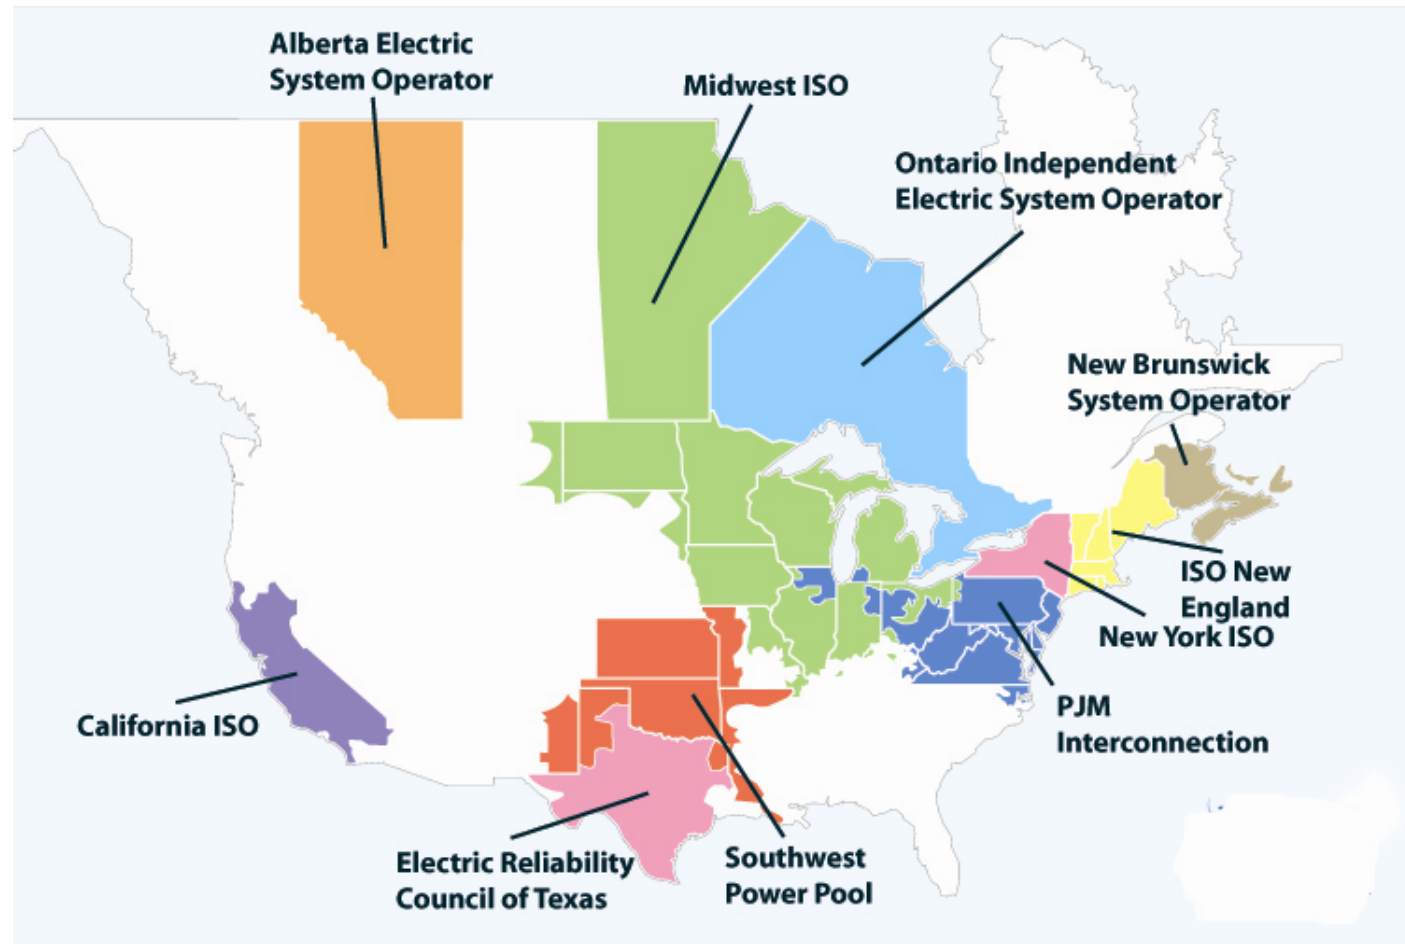 Alberta Electric
System Operator
Midwest ISO
Ontario Independent
Electric System Operator
New Brunswick
System Operator
ISO New
England
New York ISO
PJM
Interconnection
California ISO
Electric Reliability
Council of Texas
Southwest
Power Pool